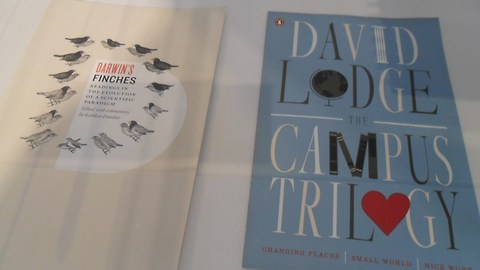 DARWIN'S
FINCHES
READINGS IN
THE EVOLUTION
OF A SCIENTIFIC
PARADIGM
DAVID
LODGE
THE
CAMPUS
TRILOGY
CHANGING PLACES | SMALL WORLD | NICE WORK